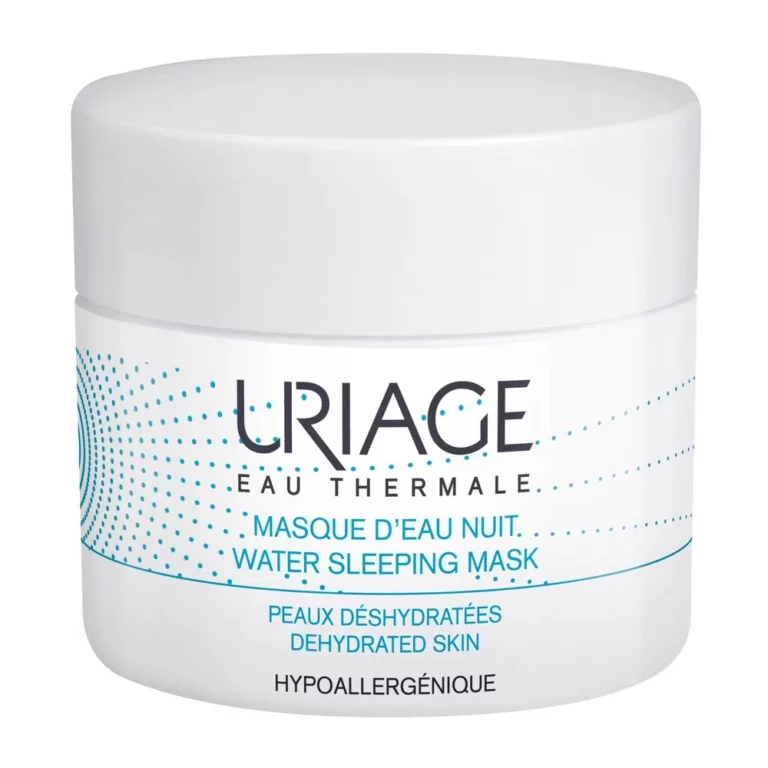 URIAGE
EAU THERMALE
MASQUE D'EAU NUIT
WATER SLEEPING MASK
PEAUX DÉSHYDRATÉES
DEHYDRATED SKIN
HYPOALLERGÉNIQUE